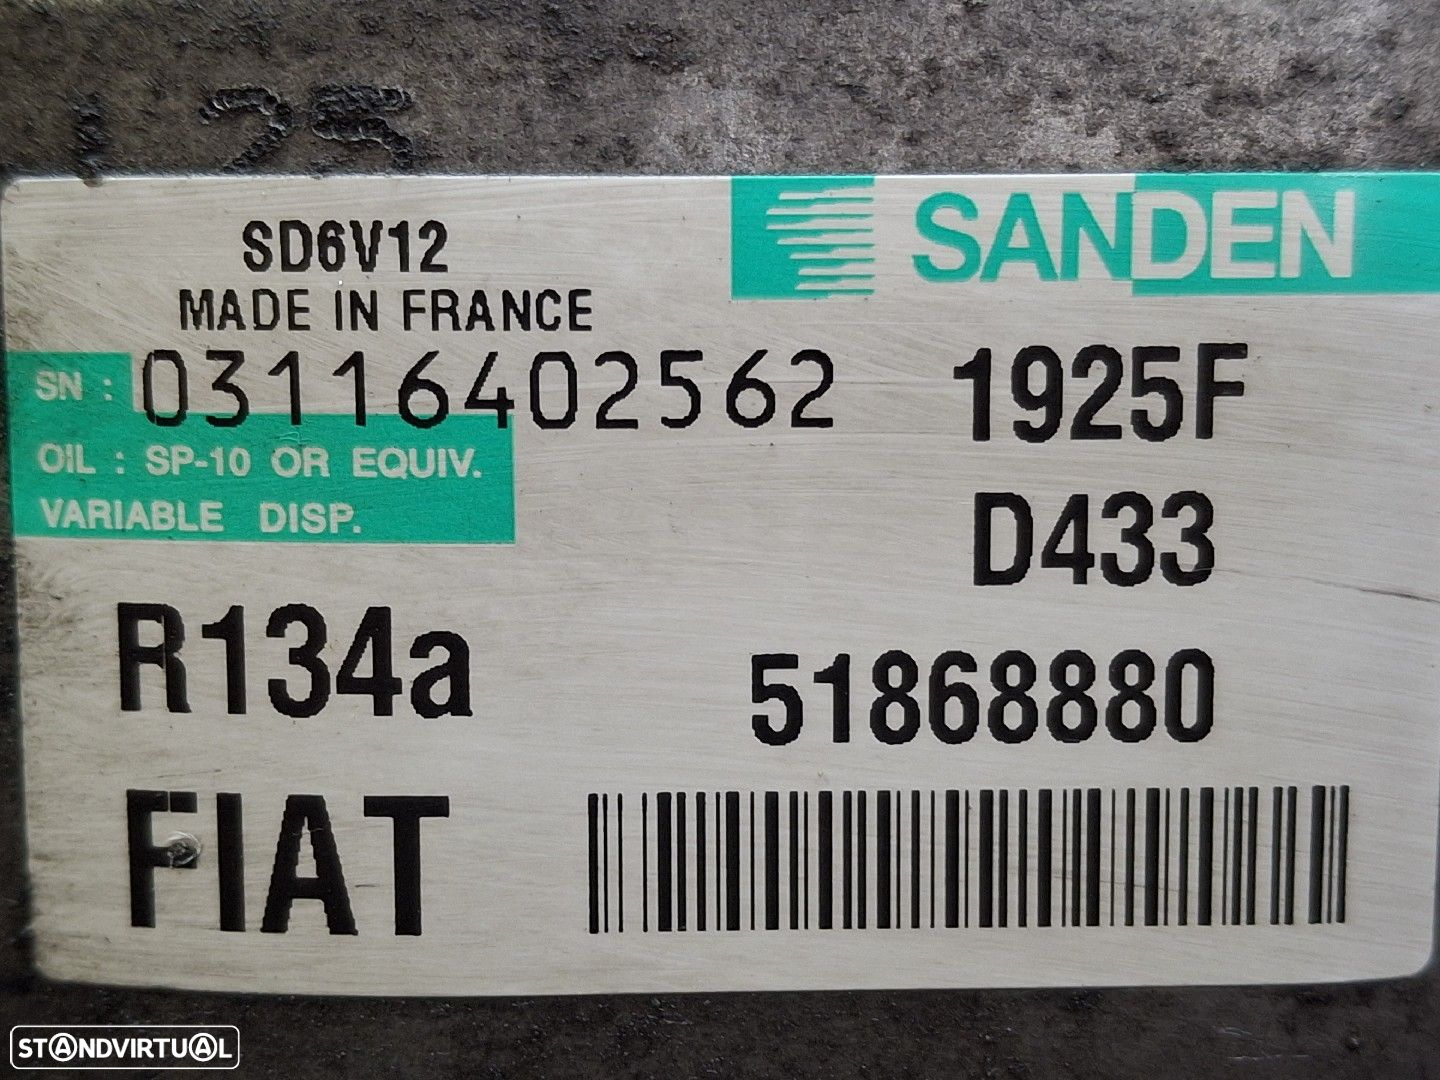 SANDEN
SD6V12
MADE IN FRANCE
SN : 03116402562
1925F
OIL : SP-10 OR EQUIV.
VARIABLE DISP.
D433
R134a
51868880
FIAT
STANDVIRTUAL